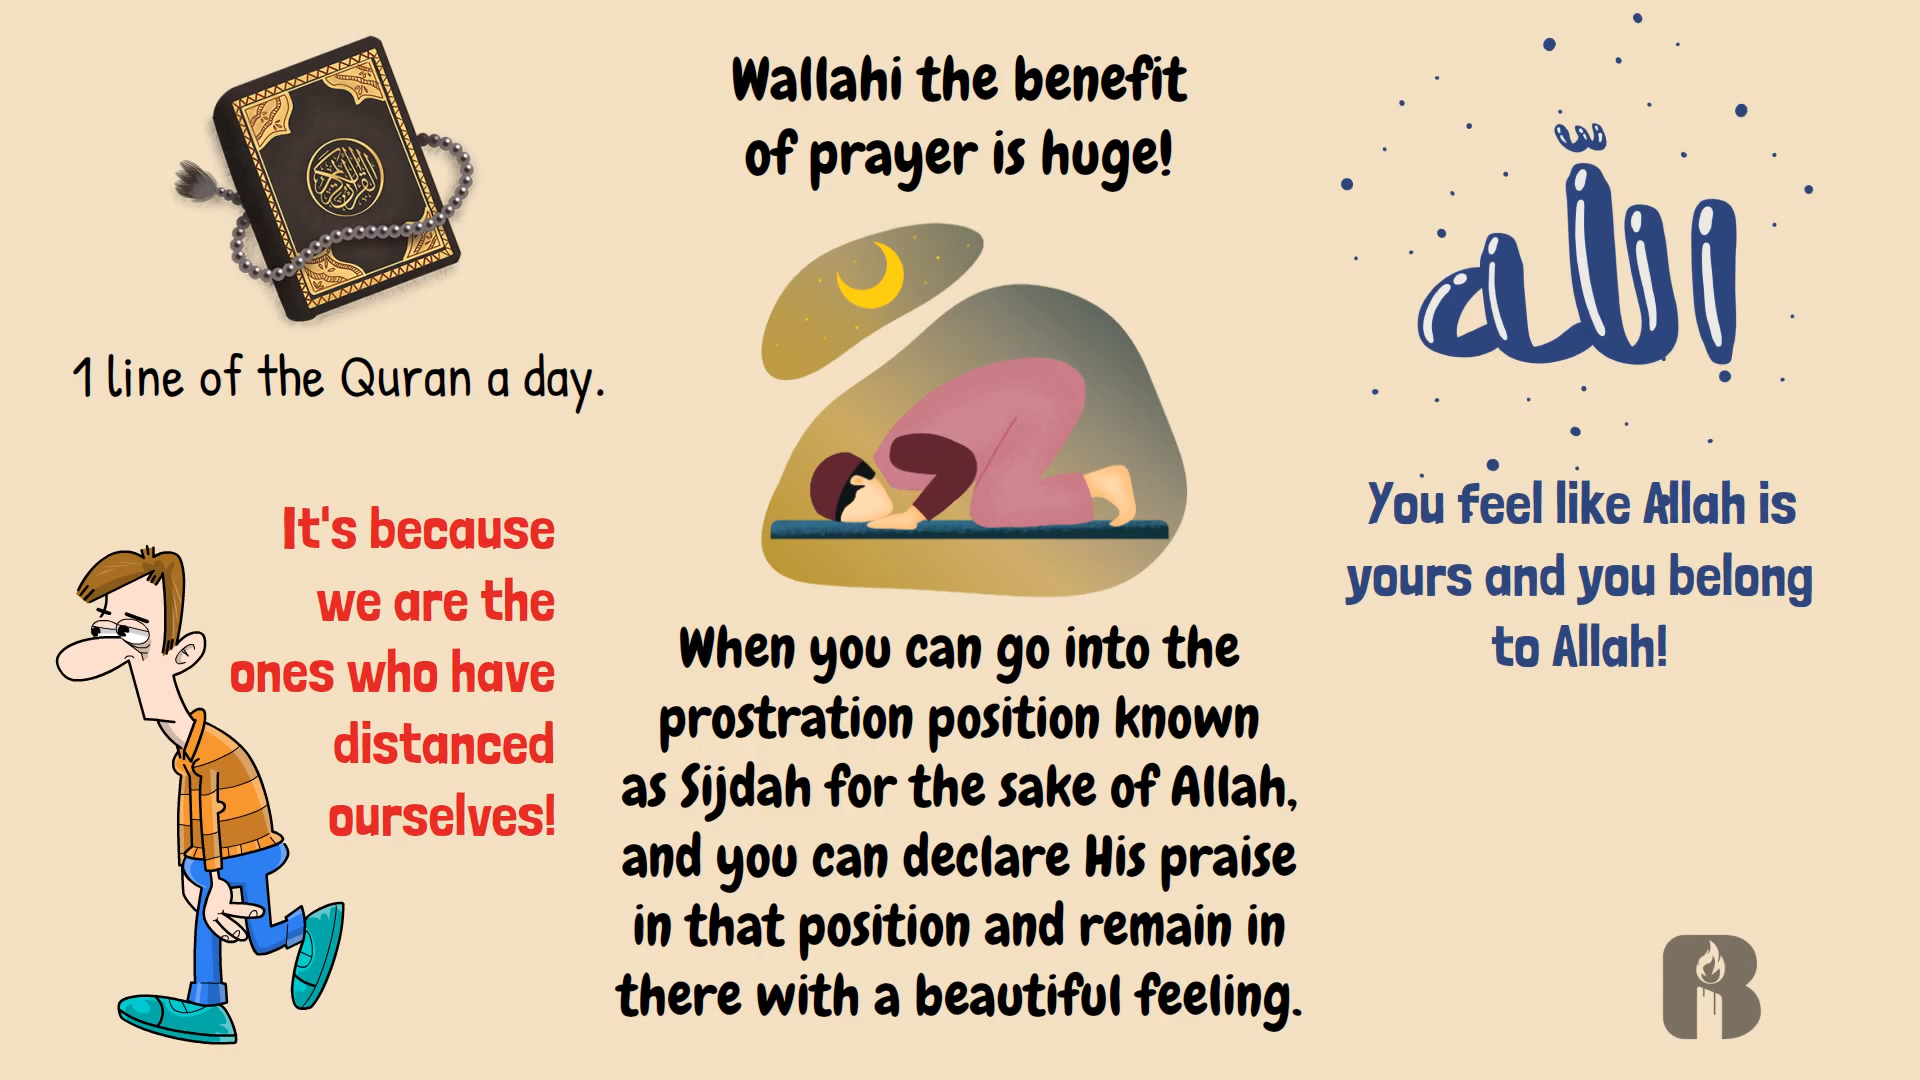 1 line of the Quran a day.
It's because
we are the
ones who have
distanced
ourselves!
Wallahi the benefit
of prayer is huge!
When you can go into the
prostration position known
as Sijdah for the sake of Allah,
and you can declare His praise
in that position and remain in
there with a beautiful feeling.
الله
You feel like Allah is
yours and you belong
to Allah!
B